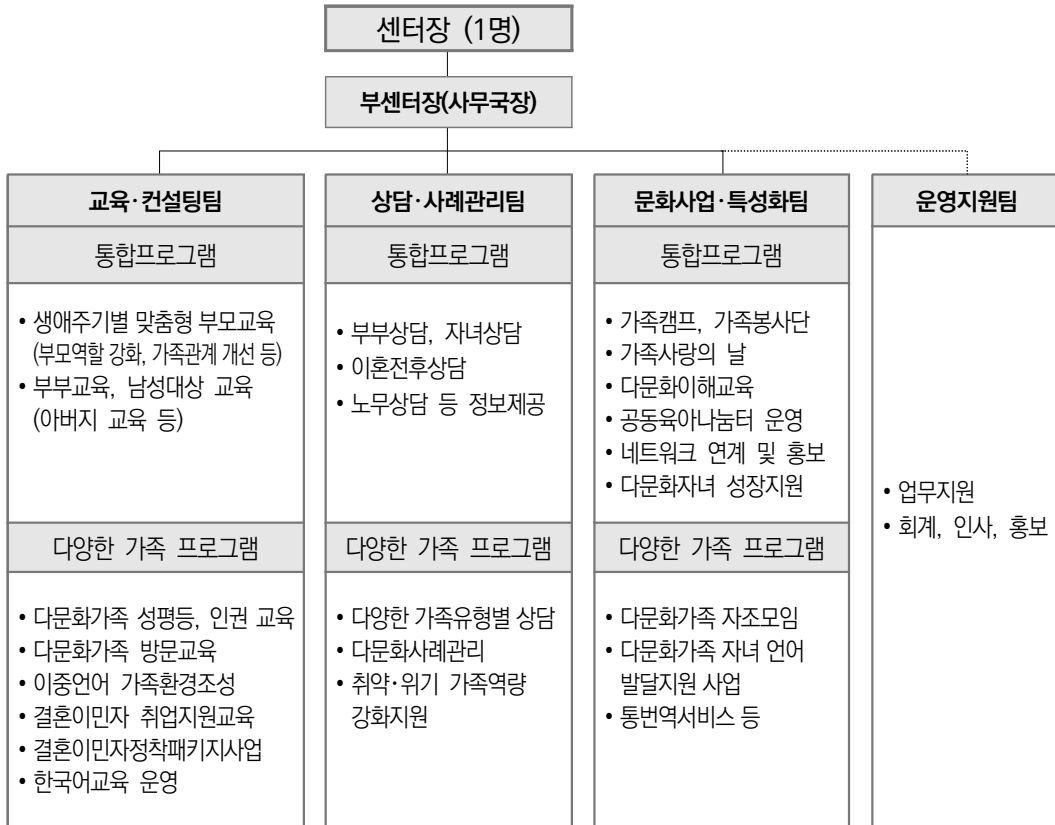 센터장 (1명)
부센터장(사무국장)
교육·컨설팅팀
통합프로그램
• 생애주기별 맞춤형 부모교육
(부모역할 강화, 가족관계 개선 등)
• 부부교육, 남성대상 교육
(아버지 교육 등)
다양한 가족 프로그램
• 다문화가족 성평등, 인권 교육
• 다문화가족 방문교육
• 이중언어 가족환경조성
• 결혼이민자 취업지원교육
• 결혼이민자정착패키지사업
• 한국어교육 운영
상담·사례관리팀
통합프로그램
• 부부상담, 자녀상담
• 이혼전후상담
• 노무상담 등 정보제공
다양한 가족 프로그램
• 다양한 가족유형별 상담
• 다문화사례관리
• 취약·위기 가족역량
강화지원
문화사업·특성화팀
통합프로그램
• 가족캠프, 가족봉사단
• 가족사랑의 날
• 다문화이해교육
• 공동육아나눔터 운영
• 네트워크 연계 및 홍보
• 다문화자녀 성장지원
다양한 가족 프로그램
• 다문화가족 자조모임
• 다문화가족 자녀 언어
발달지원 사업
• 통번역서비스 등
운영지원팀
• 업무지원
• 회계, 인사, 홍보